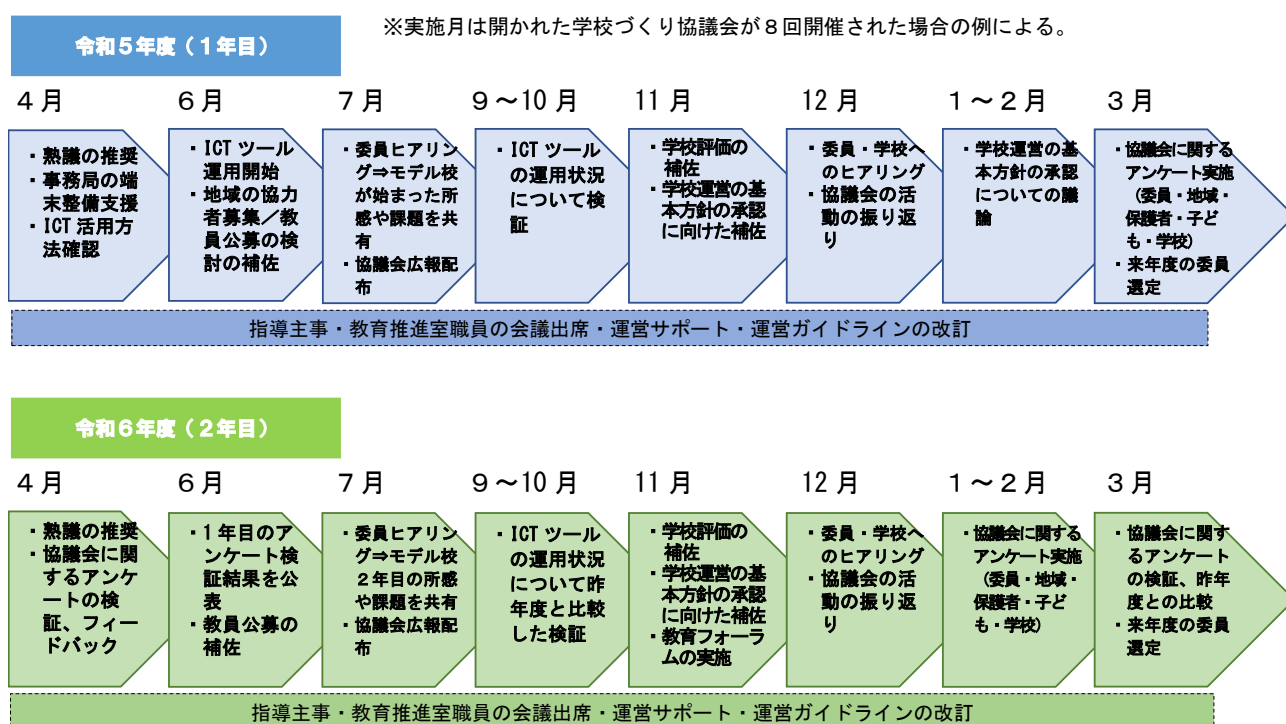 ※実施月は開かれた学校づくり協議会が８回開催された場合の例による。
令和５年度（１年目）
４月
６月
７月
９～10月
11月
12月
１～２月
３月
・熟議の推奨
・事務局の端
末整備支援
・ICT活用方
法確認
・ICTツール
運用開始
・地域の協力
者募集／教
員公募の検
討の補佐
・委員ヒアリン
グ⇒モデル校
が始まった所
感や課題を共
有
・協議会広報配
布
・ICTツール
の運用状況
について検
証
・学校評価の
補佐
・学校運営の基
本方針の承認
に向けた補佐
・委員・学校へ
のヒアリング
・協議会の活
動の振り返
り
・学校運営の基
本方針の承認
についての議
論
・協議会に関する
アンケート実施
（委員・地域・
保護者・子ど
も・学校）
・来年度の委員
選定
指導主事・教育推進室職員の会議出席・運営サポート・運営ガイドラインの改訂
令和６年度（２年目）
４月
６月
７月
９～10月
11月
12月
１～２月
３月
・熟議の推奨
・協議会に関
するアンケ
ートの検
証、フィー
ドバック
・１年目のア
ンケート検
証結果を公
表
・教員公募の
補佐
・委員ヒアリン
グ⇒モデル校
２年目の所感
や課題を共有
・協議会広報配
布
・ICTツール
の運用状況
について昨
年度と比較
した検証
・学校評価の
補佐
・学校運営の基
本方針の承認
に向けた補佐
・教育フォーラ
ムの実施
・委員・学校へ
のヒアリング
・協議会の活
動の振り返
り
・協議会に関する
アンケート実施
（委員・地域・
保護者・子ど
も・学校）
・協議会に関す
るアンケート
の検証、昨年
度との比較
・来年度の委員
選定
指導主事・教育推進室職員の会議出席・運営サポート・運営ガイドラインの改訂